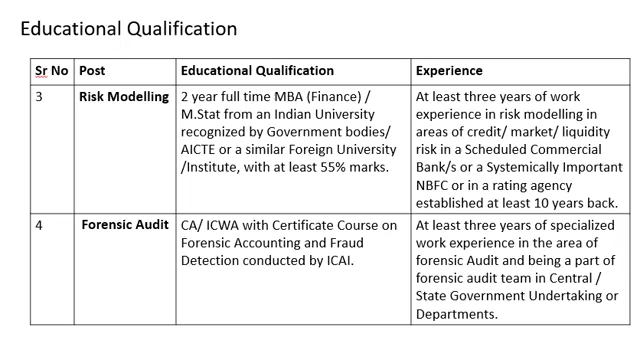 Educational Qualification
Sr No Post Educational Qualification Experience
3 Risk Modelling 2 year full time MBA (Finance) / At least three years of work
M.Stat from an Indian University experience in risk modelling in
recognized by Government bodies/ areas of credit/ market/ liquidity
AICTE or a similar Foreign University risk in a Scheduled Commercial
/Institute, with at least 55% marks. Bank/s or a Systemically Important
NBFC or in a rating agency
established at least 10 years back.
4 Forensic Audit CA/ ICWA with Certificate Course on At least three years of specialized
Forensic Accounting and Fraud work experience in the area of
Detection conducted by ICAI. forensic Audit and being a part of
forensic audit team in Central /
State Government Undertaking or
Departments.